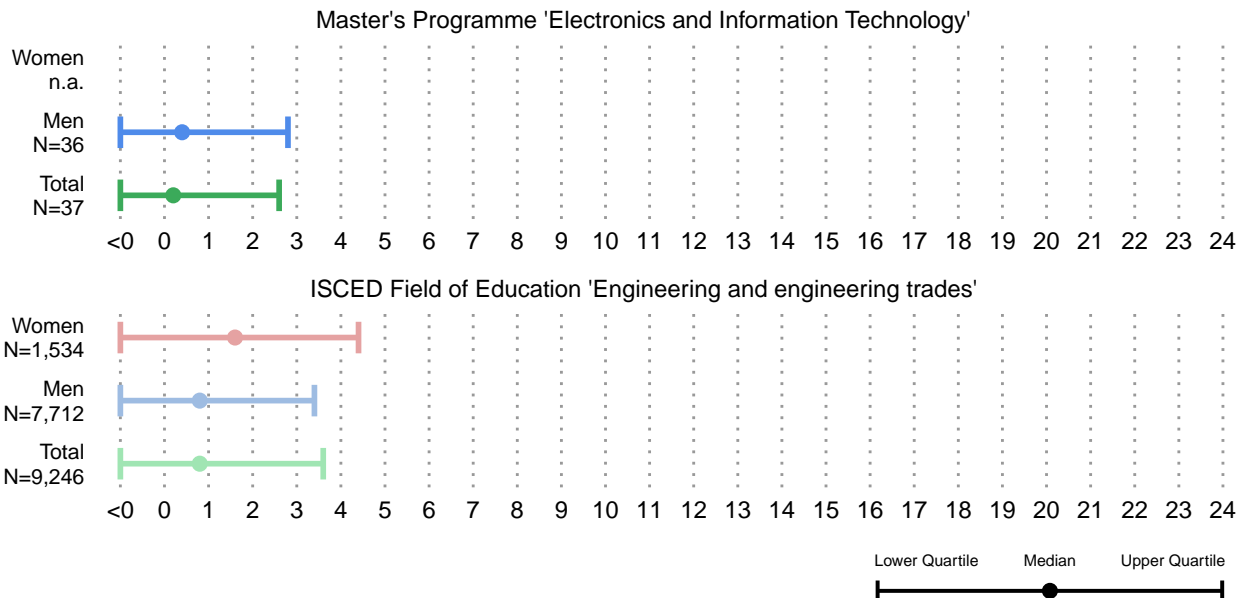 Master's Programme 'Electronics and Information Technology'
Women
n.a.
Men
N=36
Total
N=37
<0 0 1 2 3 4 5 6 7 8 9 10 11 12 13 14 15 16 17 18 19 20 21 22 23 24
ISCED Field of Education 'Engineering and engineering trades'
Women
N=1,534
Men
N=7,712
Total
N=9,246
<0 0 1 2 3 4 5 6 7 8 9 10 11 12 13 14 15 16 17 18 19 20 21 22 23 24
Lower Quartile Median Upper Quartile